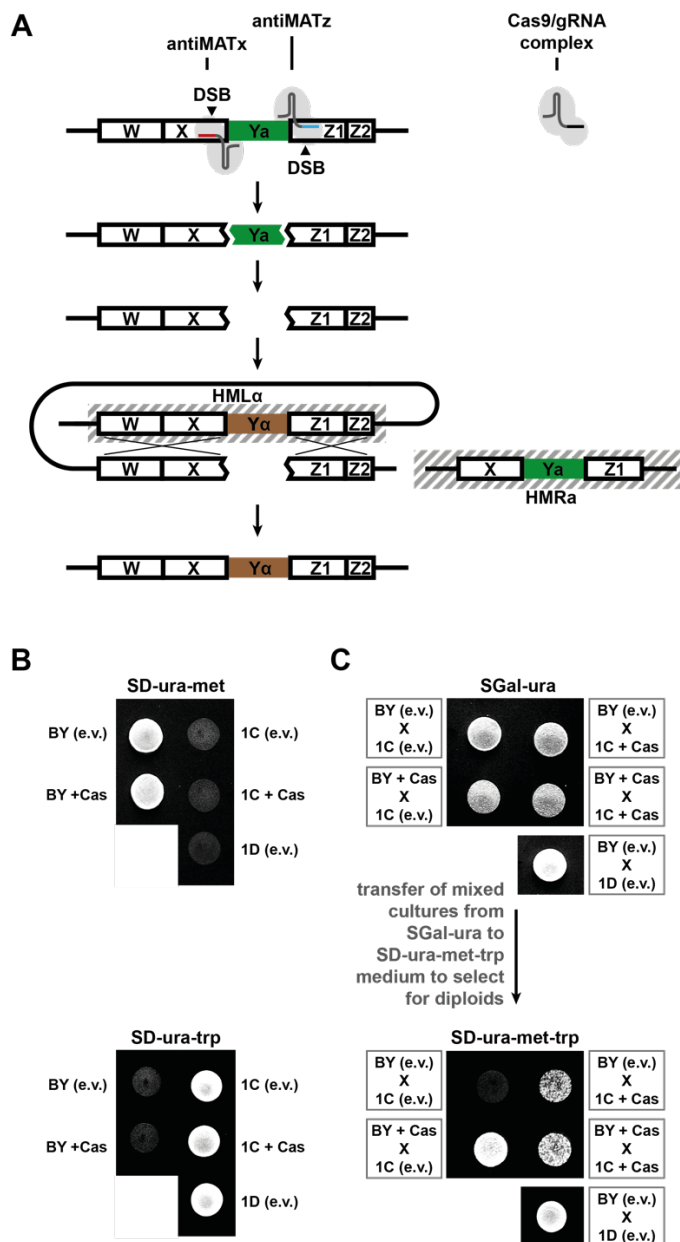 A
antiMATx
antiMATz
Cas9/gRNA
complex
DSB
W X Ya Z1 Z2
DSB
W X Ya Z1 Z2
W X Z1 Z2
HMLα
W X Yα Z1 Z2
W X Z1 Z2
X Ya Z1
HMRa
W X Yα Z1 Z2
B
SD-ura-met
BY (e.v.)
1C (e.v.)
BY +Cas
1C + Cas
1D (e.v.)
SD-ura-trp
BY (e.v.)
1C (e.v.)
BY +Cas
1C + Cas
1D (e.v.)
C
SGal-ura
BY (e.v.)
X
1C (e.v.)
BY (e.v.)
X
1C + Cas
BY + Cas
X
1C (e.v.)
BY + Cas
X
1C + Cas
BY (e.v.)
X
1D (e.v.)
transfer of mixed
cultures from
SGal-ura to
SD-ura-met-trp
medium to select
for diploids
SD-ura-met-trp
BY (e.v.)
X
1C (e.v.)
BY (e.v.)
X
1C + Cas
BY + Cas
X
1C (e.v.)
BY + Cas
X
1C + Cas
BY (e.v.)
X
1D (e.v.)